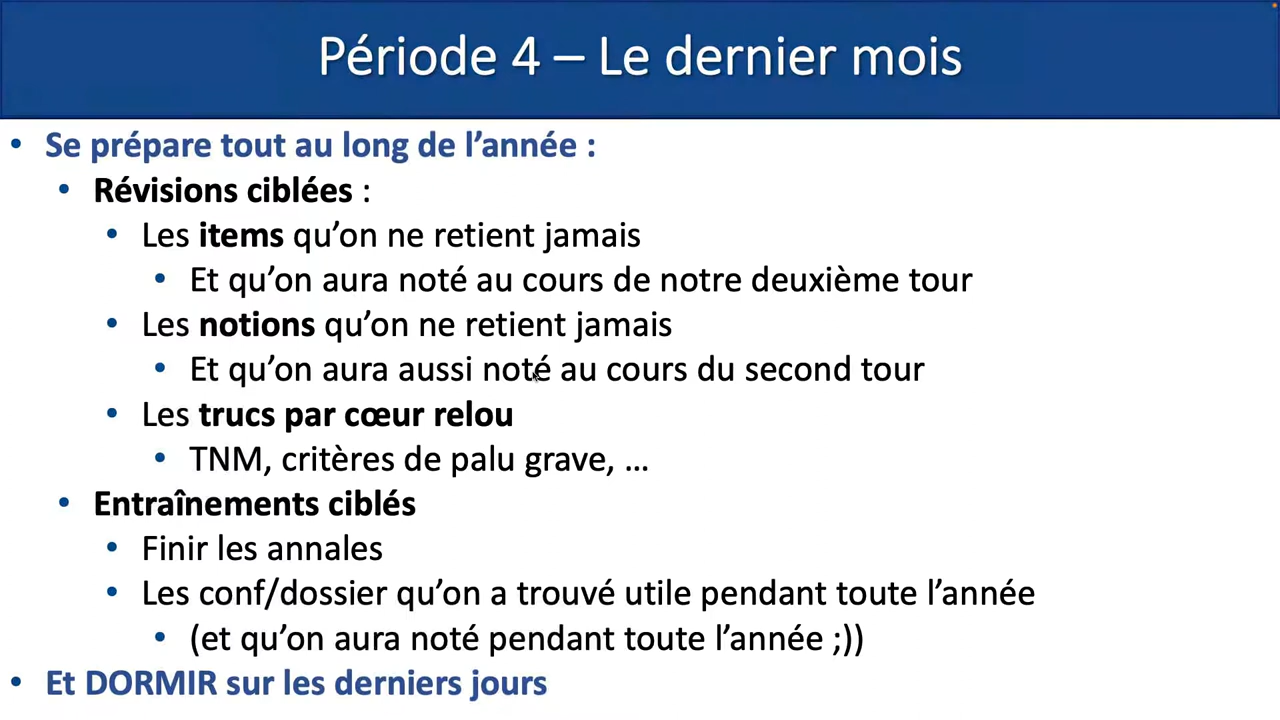 Période 4 – Le dernier mois
• Se prépare tout au long de l’année :
• Révisions ciblées :
• Les items qu’on ne retient jamais
• Et qu’on aura noté au cours de notre deuxième tour
• Les notions qu’on ne retient jamais
• Et qu’on aura aussi noté au cours du second tour
• Les trucs par cœur relou
• TNM, critères de palu grave, …
• Entraînements ciblés
• Finir les annales
• Les conf/dossier qu’on a trouvé utile pendant toute l’année
• (et qu’on aura noté pendant toute l’année ;))
• Et DORMIR sur les derniers jours